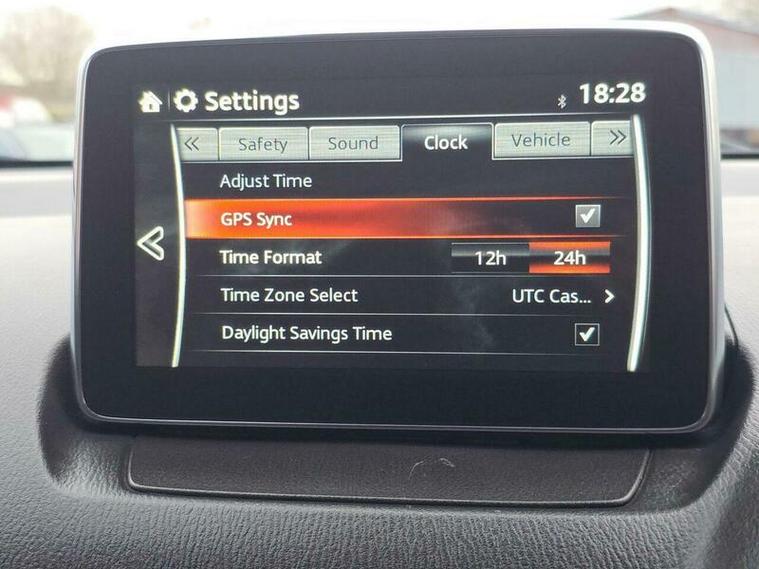 Settings 18:28
« Safety Sound Clock Vehicle »
Adjust Time
GPS Sync
Time Format 12h 24h
Time Zone Select UTC Cas...
Daylight Savings Time